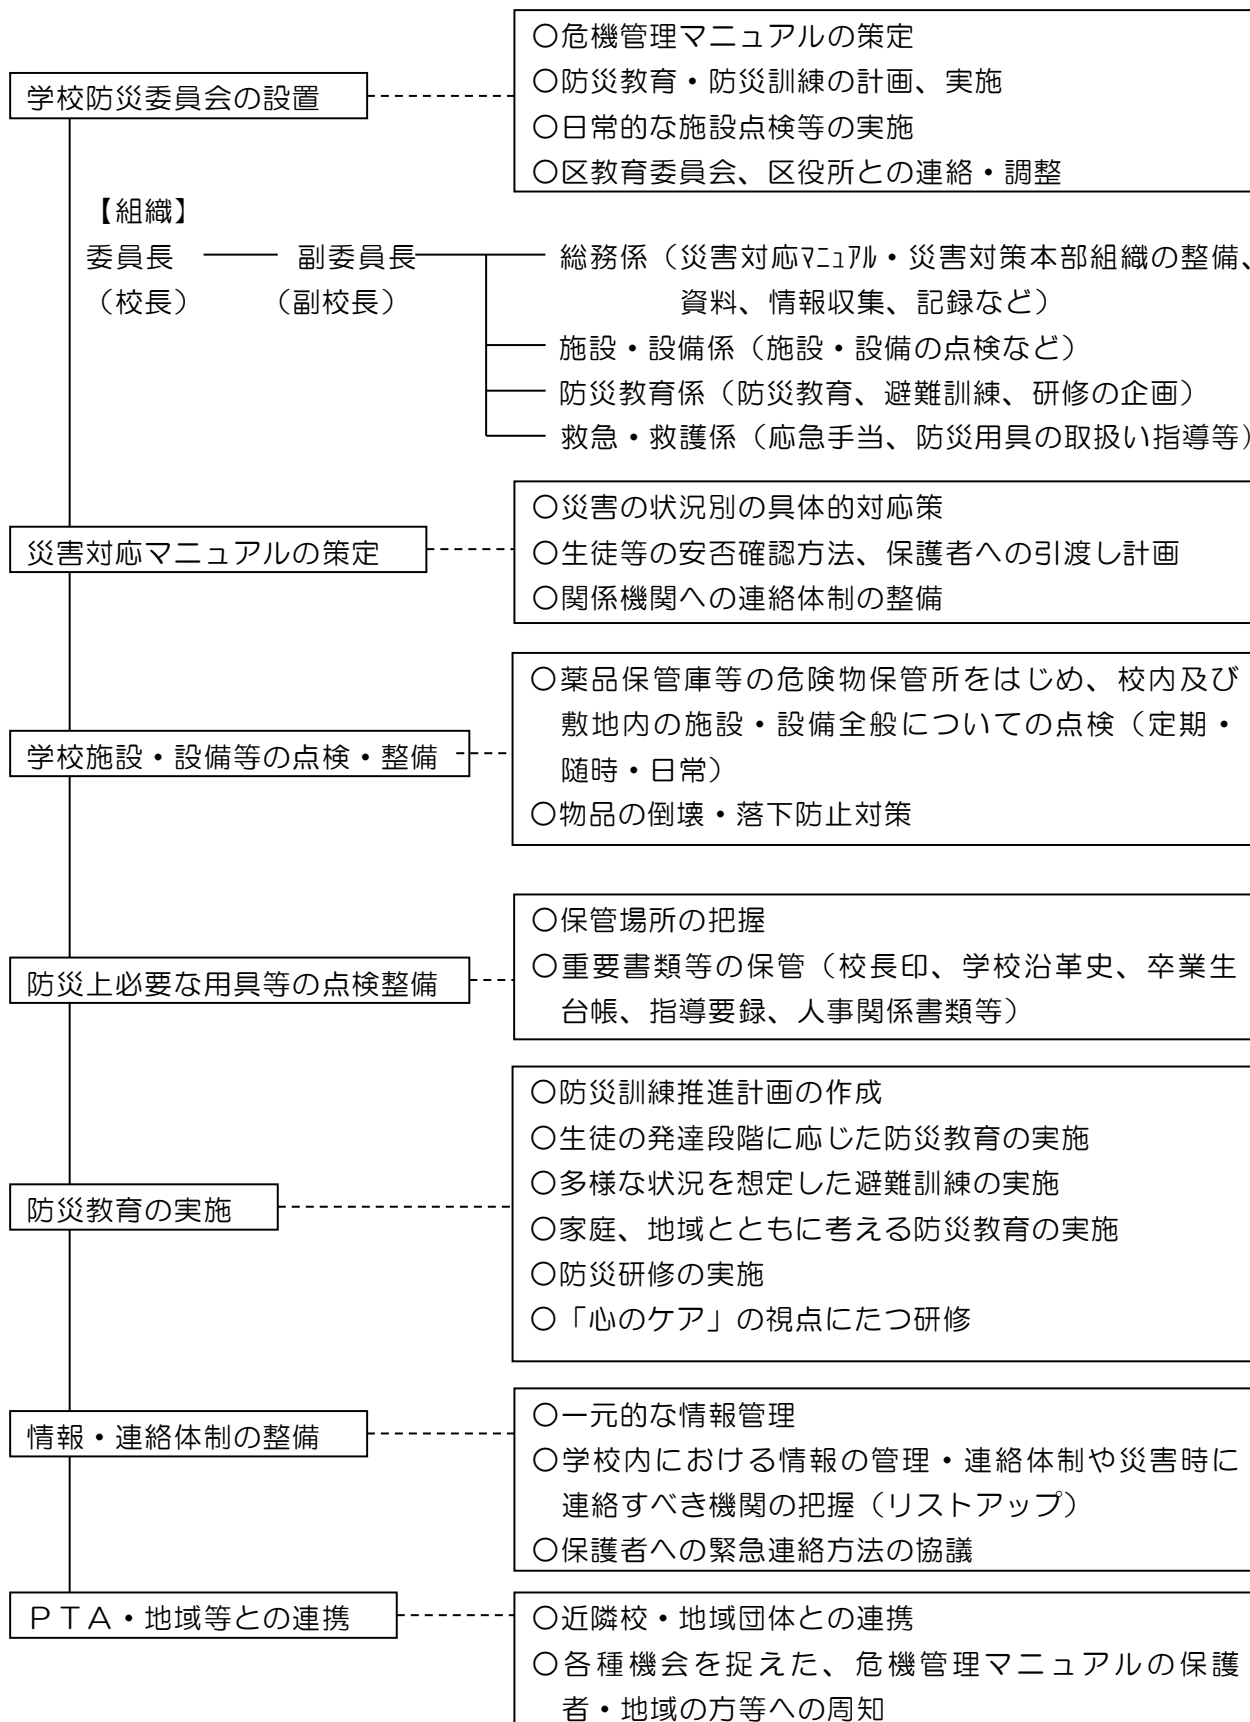 学校防災委員会の設置
○危機管理マニュアルの策定
○防災教育・防災訓練の計画、実施
○日常的な施設点検等の実施
○区教育委員会、区役所との連絡・調整
【組織】
委員長 副委員長 総務係（災害対応ﾏﾆｭｱﾙ・災害対策本部組織の整備、
（校長） （副校長） 資料、情報収集、記録など）
施設・設備係（施設・設備の点検など）
防災教育係（防災教育、避難訓練、研修の企画）
救急・救護係（応急手当、防災用具の取扱い指導等）
災害対応マニュアルの策定
○災害の状況別の具体的対応策
○生徒等の安否確認方法、保護者への引渡し計画
○関係機関への連絡体制の整備
学校施設・設備等の点検・整備
○薬品保管庫等の危険物保管所をはじめ、校内及び
敷地内の施設・設備全般についての点検（定期・
随時・日常）
○物品の倒壊・落下防止対策
防災上必要な用具等の点検整備
○保管場所の把握
○重要書類等の保管（校長印、学校沿革史、卒業生
台帳、指導要録、人事関係書類等）
防災教育の実施
○防災訓練推進計画の作成
○生徒の発達段階に応じた防災教育の実施
○多様な状況を想定した避難訓練の実施
○家庭、地域とともに考える防災教育の実施
○防災研修の実施
○「心のケア」の視点にたつ研修
情報・連絡体制の整備
○一元的な情報管理
○学校内における情報の管理・連絡体制や災害時に
連絡すべき機関の把握（リストアップ）
○保護者への緊急連絡方法の協議
ＰＴＡ・地域等との連携
○近隣校・地域団体との連携
○各種機会を捉えた、危機管理マニュアルの保護
者・地域の方等への周知